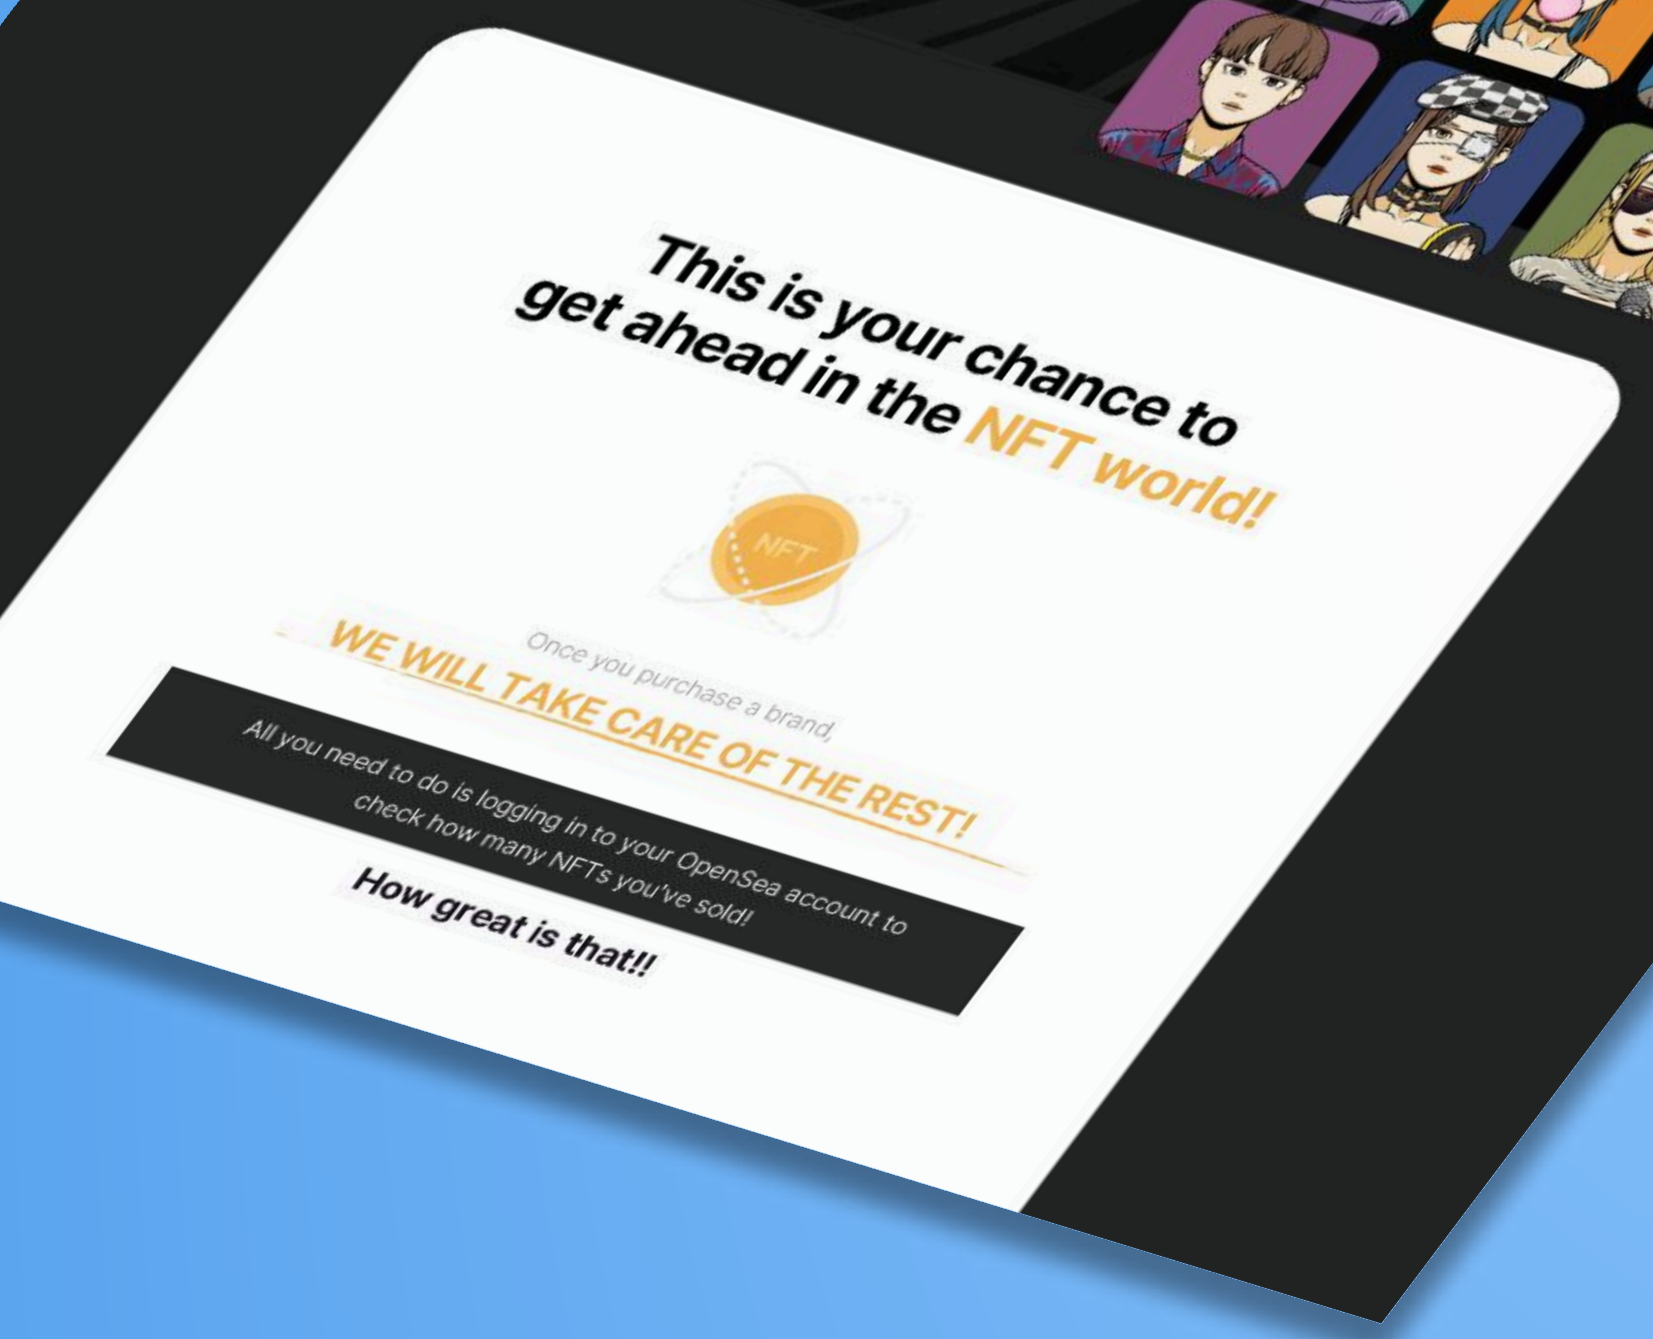 This is your chance to
get ahead in the NFT world!
NFT
Once you purchase a brand,
WE WILL TAKE CARE OF THE REST!
All you need to do is logging in to your OpenSea account to
check how many NFTs you've sold!
How great is that!!